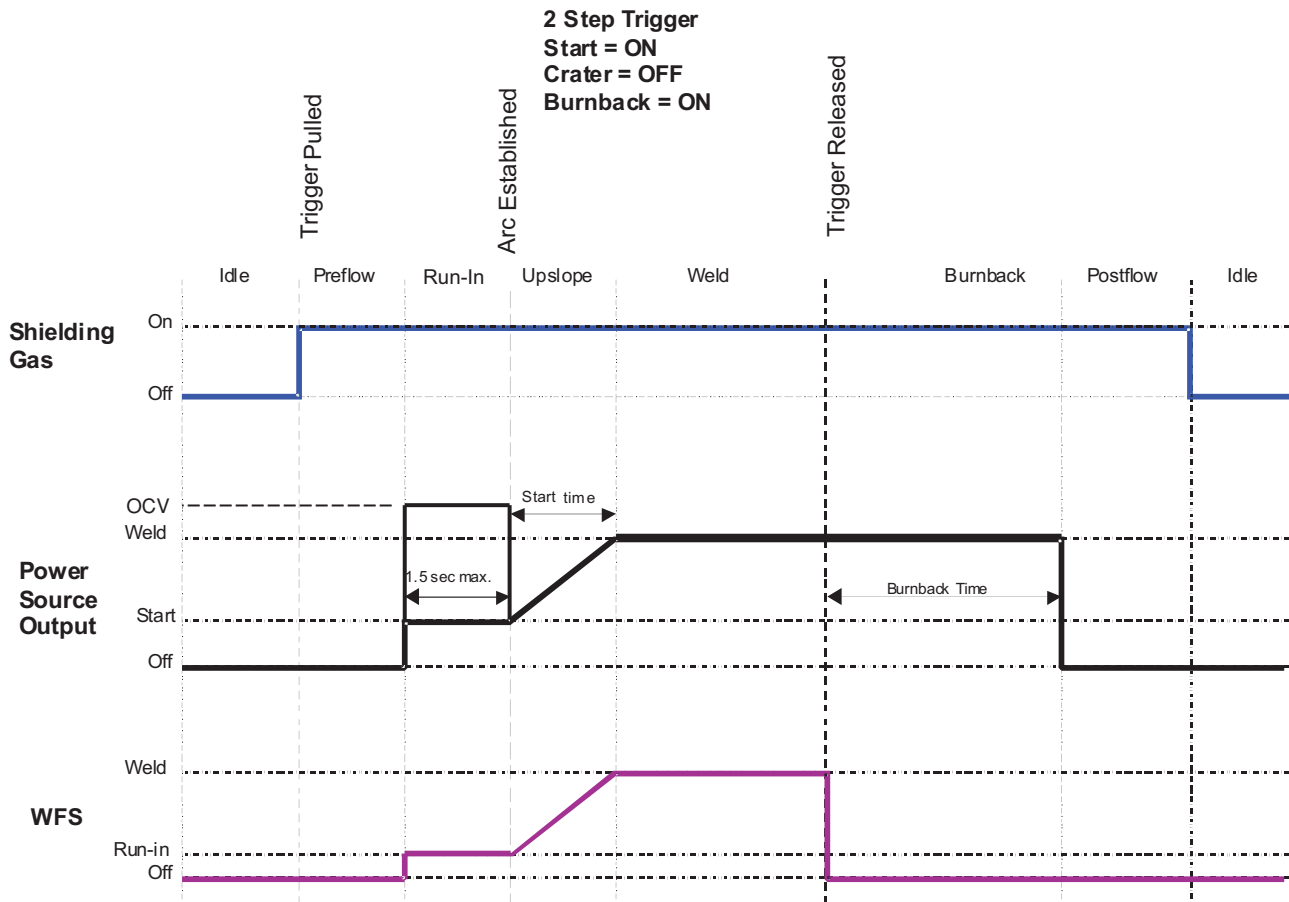 2 Step Trigger
Start = ON
Crater = OFF
Burnback = ON
Trigger Pulled
Arc Established
Trigger Released
Idle
Preflow
Run-In
Upslope
Weld
Burnback
Postflow
Idle
Shielding
Gas
On
Off
OCV
Weld
Start time
Power
Source
Output
1.5 sec max.
Burnback Time
Start
Off
Weld
WFS
Run-in
Off